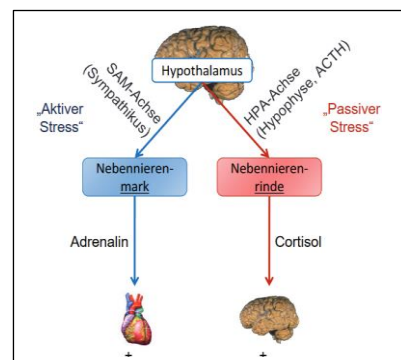 Hypothalamus
SAM-Achse
(Sympathikus)
HPA-Achse
(Hypophyse, ACTH)
„Aktiver
Stress“
„Passiver
Stress“
Nebennieren-
mark
Nebennieren-
rinde
Adrenalin
Cortisol
+
+